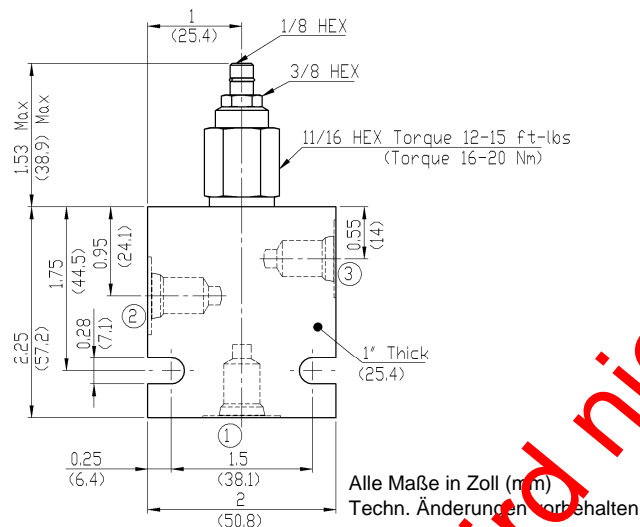 1
(25.4)
1/8 HEX
3/8 HEX
1.53 Max
(38.9) Max
11/16 HEX Torque 12-15 ft-lbs
(Torque 16-20 Nm)
2.25
(57.2)
1.75
(44.5)
0.95
(24.1)
0.28
(7.1)
0.55
(14)
3
2
1" Thick
(25.4)
1
0.25
(6.4)
1.5
(38.1)
2
(50.8)
Alle Maße in Zoll (mm)
Techn. Änderungen vorbehalten
ird nic